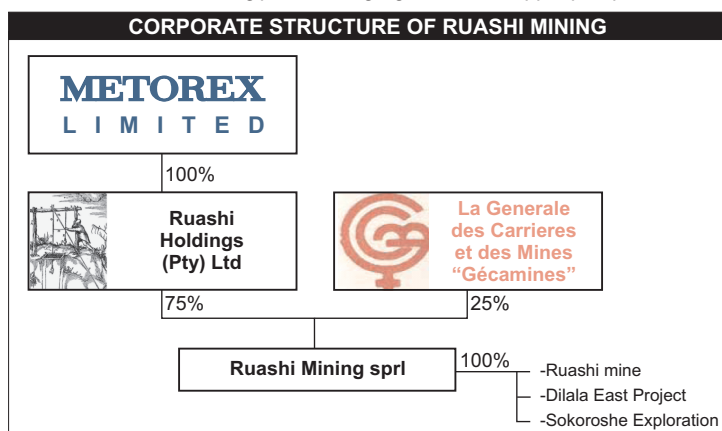 CORPORATE STRUCTURE OF RUASHI MINING
METOREX
LIMITED
100%
Ruashi
Holdings
(Pty) Ltd
La Generale
des Carrieres
et des Mines
“Gécamines”
75%
25%
Ruashi Mining sprl
100%
-Ruashi mine
-Dilala East Project
-Sokoroshe Exploration